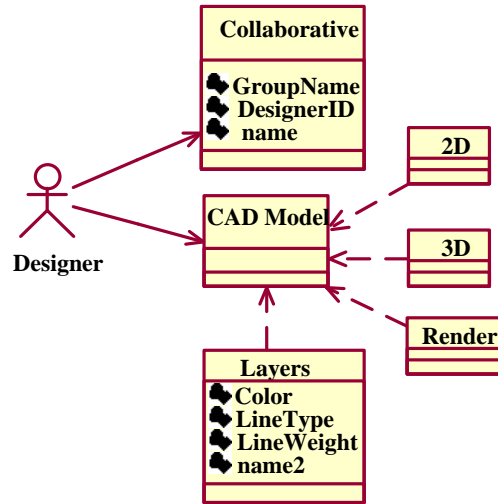 Collaborative
GroupName
DesignerID
name
2D
CAD Model
3D
Designer
Render
Layers
Color
LineType
LineWeight
name2